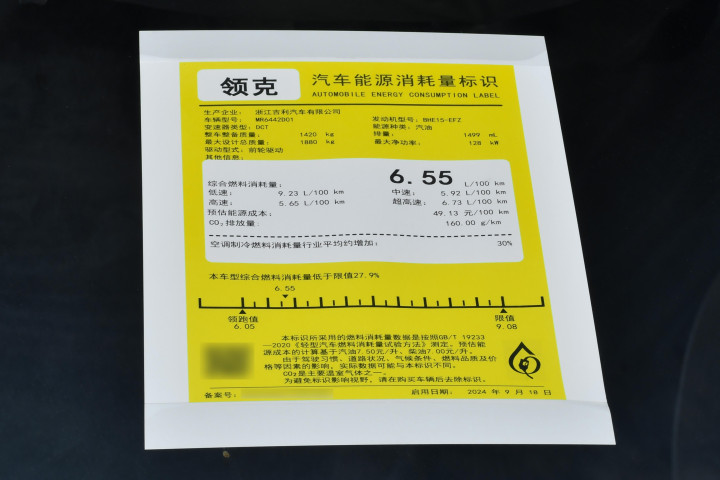 领克
汽车能源消耗量标识
AUTOMOBILE ENERGY CONSUMPTION LABEL
生产企业： 浙江吉利汽车有限公司
车辆型号： MR6442D01 发动机型号：BHE15-EFZ
变速器类型：DCT 能源种类：汽油
整车整备质量： 1420 kg 排量： 1499 mL
最大设计总质量： 1880 kg 最大净功率： 128 kW
驱动型式：前轮驱动
其他信息：
综合燃料消耗量： 6.55 L/100 km
低速： 9.23 L/100 km 中速： 5.92 L/100 km
高速： 5.65 L/100 km 超高速： 6.73 L/100 km
预估能源成本： 49.13 元/100 km
CO₂排放量： 160.00 g/km
空调制冷燃料消耗量行业平均约增加： 30%
本车型综合燃料消耗量低于限值27.9%
6.55
领跑值 限值
6.05 9.08
本标识所采用的燃料消耗量数据是按照GB/T 19233
—2020《轻型汽车燃料消耗量试验方法》测定。预估能
源成本的计算基于汽油7.50元/升、柴油7.00元/升。
由于驾驶习惯、道路状况、气候条件、燃料品质及价
格等因素的影响，实际数据可能与本标识不同。
CO₂是主要温室气体之一。
为避免标识影响视野，请在购买车辆后去除标识。
备案号： 启用日期： 2024 年 9 月 18 日